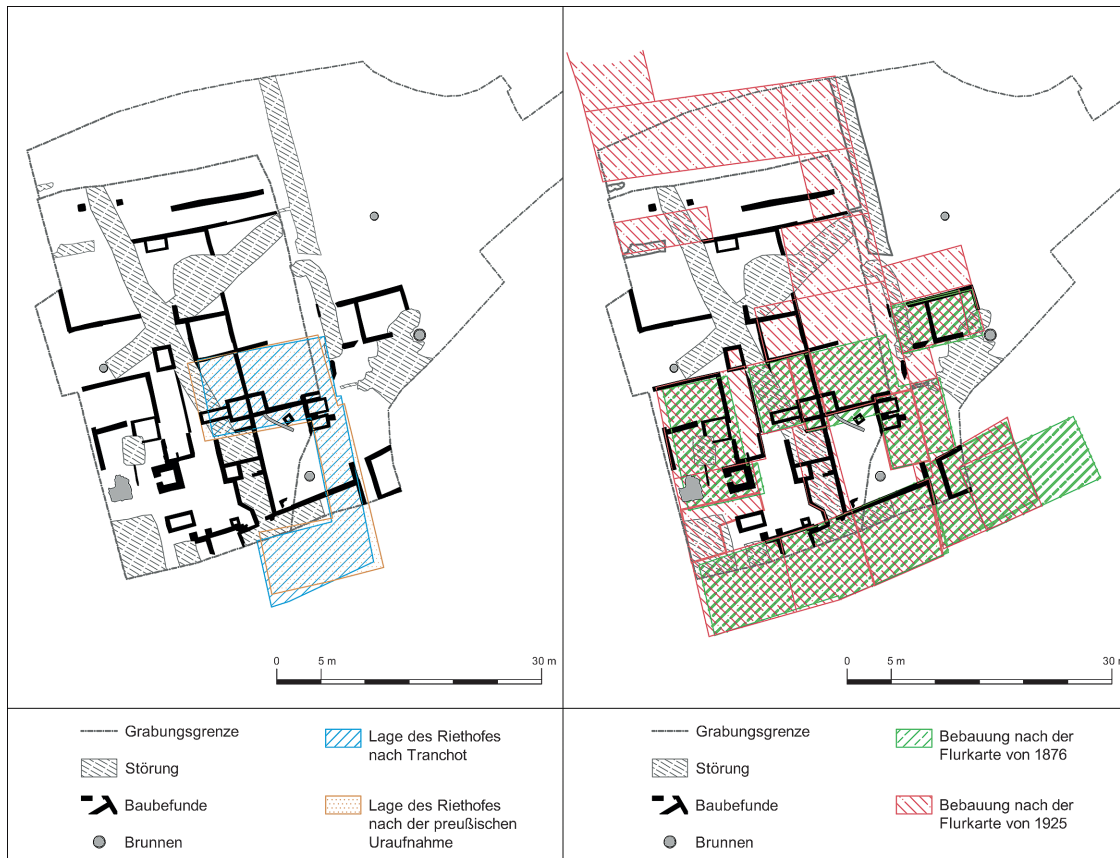 0 5 m 30 m
Grabungsgrenze
Störung
Baubefunde
Brunnen
Lage des Riethofes
nach Tranchot
Lage des Riethofes
nach der preußischen
Uraufnahme
0 5 m 30 m
Grabungsgrenze
Störung
Baubefunde
Brunnen
Bebauung nach der
Flurkarte von 1876
Bebauung nach der
Flurkarte von 1925